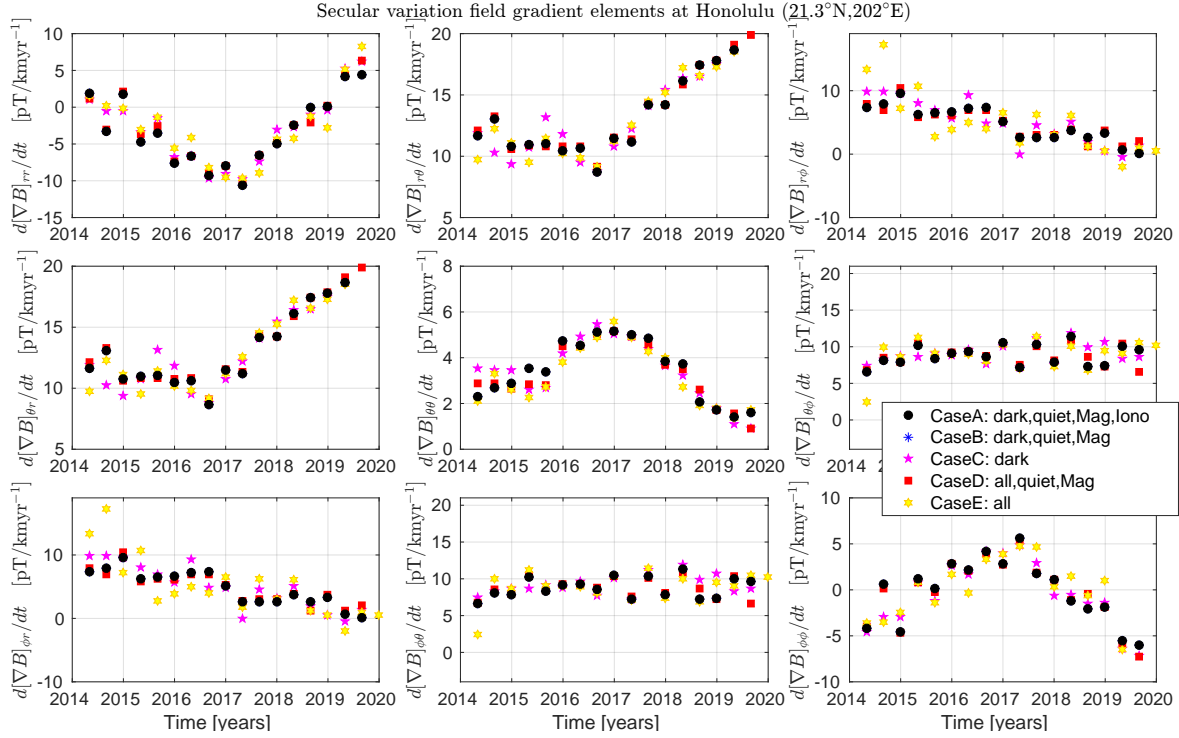 Secular variation field gradient elements at Honolulu (21.3°N,202°E)
d[∇B]rr/dt [pT/kmyr⁻¹]
10
5
0
-5
-10
-15
2014 2015 2016 2017 2018 2019 2020
d[∇B]rθ/dt [pT/kmyr⁻¹]
20
15
10
5
2014 2015 2016 2017 2018 2019 2020
d[∇B]rϕ/dt [pT/kmyr⁻¹]
10
0
-10
2014 2015 2016 2017 2018 2019 2020
d[∇B]θr/dt [pT/kmyr⁻¹]
20
15
10
5
2014 2015 2016 2017 2018 2019 2020
d[∇B]θθ/dt [pT/kmyr⁻¹]
8
6
4
2
0
2014 2015 2016 2017 2018 2019 2020
d[∇B]θϕ/dt [pT/kmyr⁻¹]
20
15
10
5
0
2014 2015 2016 2017 2018 2019 2020
CaseA: dark,quiet,Mag,Iono
CaseB: dark,quiet,Mag
CaseC: dark
CaseD: all,quiet,Mag
CaseE: all
d[∇B]ϕr/dt [pT/kmyr⁻¹]
10
0
-10
2014 2015 2016 2017 2018 2019 2020
Time [years]
d[∇B]ϕθ/dt [pT/kmyr⁻¹]
20
15
10
5
0
2014 2015 2016 2017 2018 2019 2020
Time [years]
d[∇B]ϕϕ/dt [pT/kmyr⁻¹]
10
5
0
-5
-10
2014 2015 2016 2017 2018 2019 2020
Time [years]